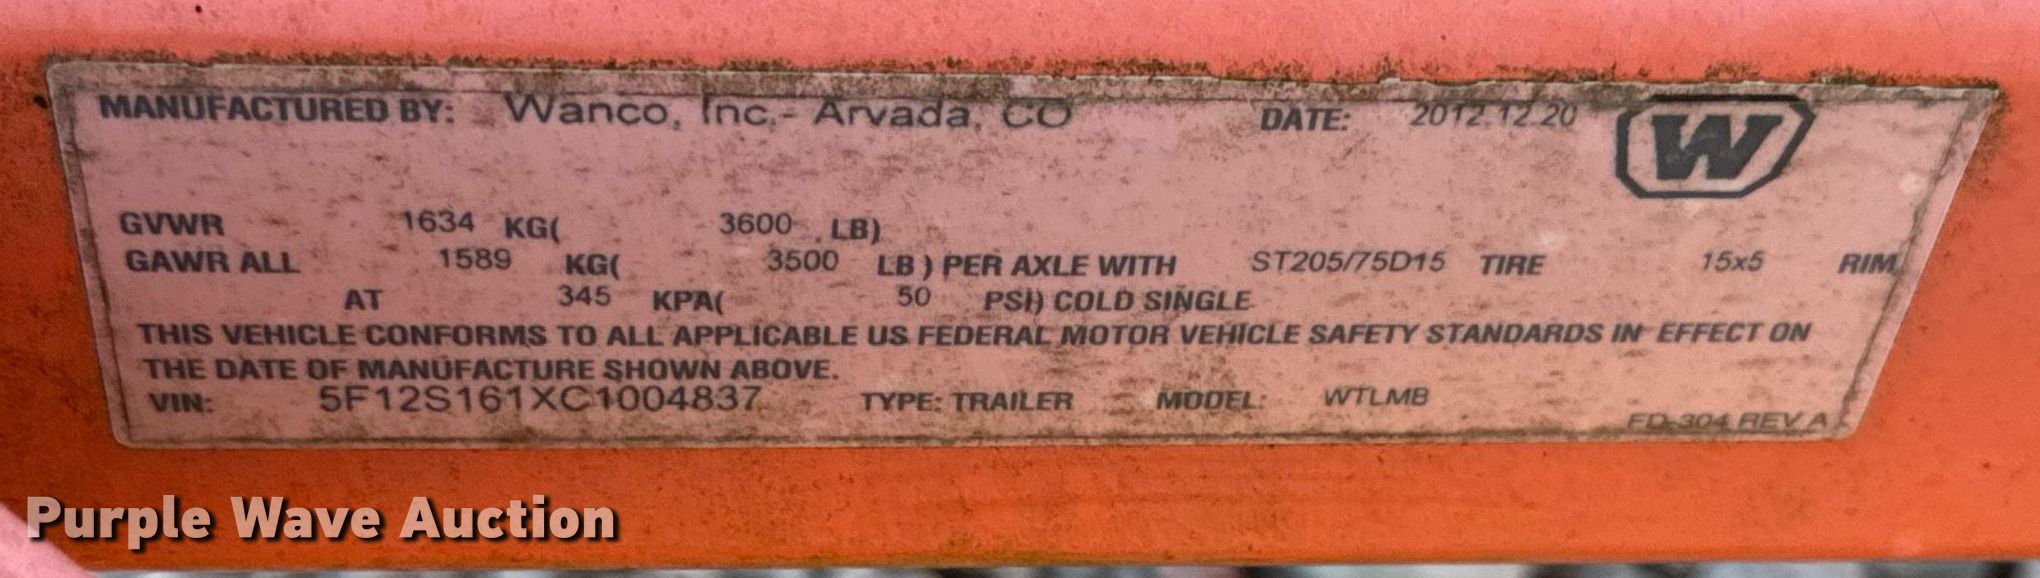 MANUFACTURED BY: Wanco, Inc.- Arvada, CO DATE: 2012.12.20 W
GVWR 1634 KG( 3600 LB)
GAWR ALL 1589 KG( 3500 LB ) PER AXLE WITH ST205/75D15 TIRE 15x5 RIM
AT 345 KPA( 50 PSI) COLD SINGLE
THIS VEHICLE CONFORMS TO ALL APPLICABLE US FEDERAL MOTOR VEHICLE SAFETY STANDARDS IN EFFECT ON
THE DATE OF MANUFACTURE SHOWN ABOVE.
VIN: 5F12S161XC1004837 TYPE: TRAILER MODEL: WTLMB
FD-304 REV A
Purple Wave Auction